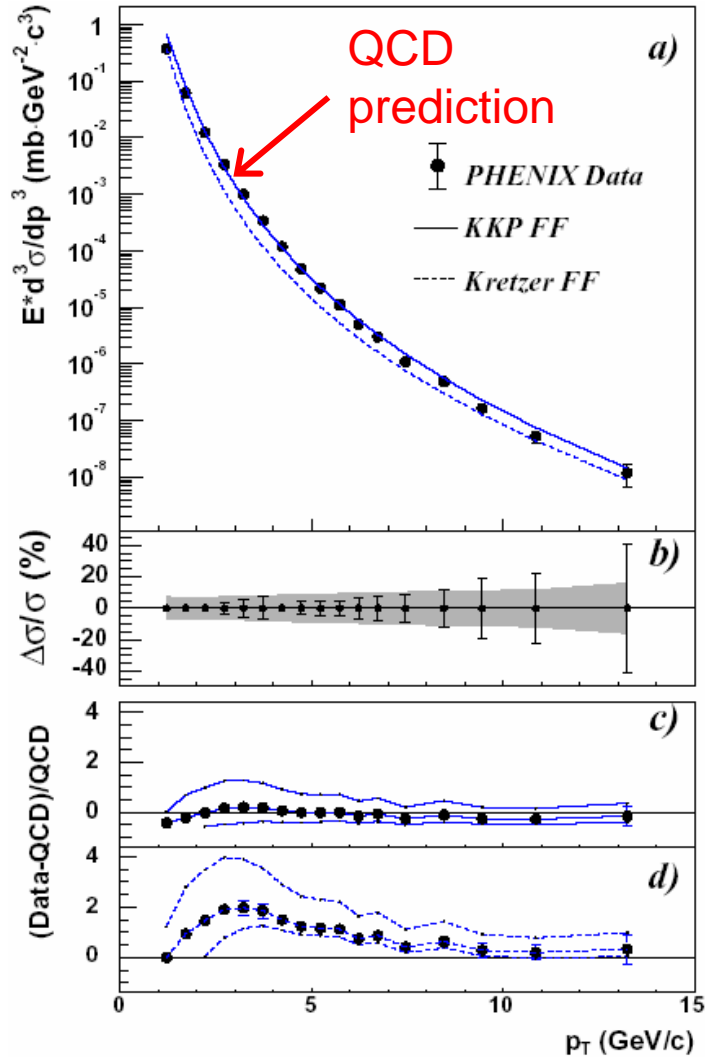 QCD
prediction
a)
E*d³σ/dp³ (mb·GeV⁻²·c³)
1
10⁻¹
10⁻²
10⁻³
10⁻⁴
10⁻⁵
10⁻⁶
10⁻⁷
10⁻⁸
PHENIX Data
KKP FF
Kretzer FF
b)
Δσ/σ (%)
40
20
0
-20
-40
c)
(Data-QCD)/QCD
4
2
0
d)
4
2
0
0
5
10
15
p_T (GeV/c)